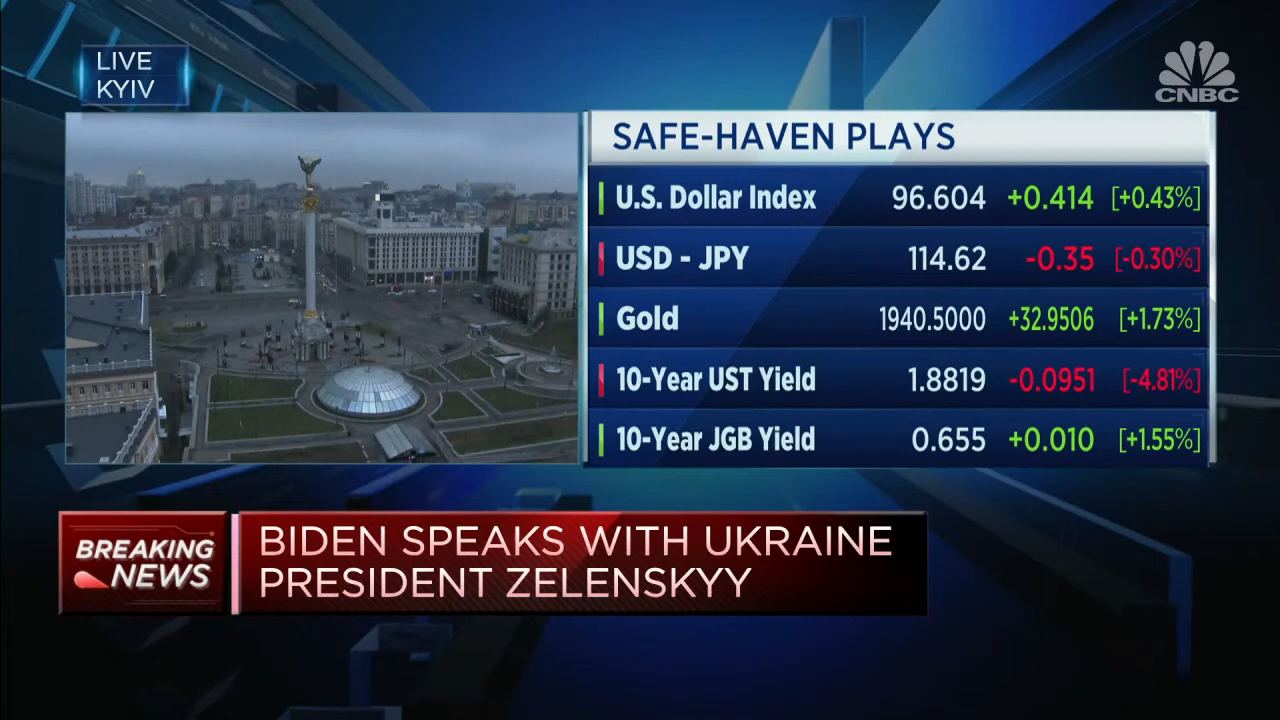 LIVE
KYIV
CNBC
SAFE-HAVEN PLAYS
U.S. Dollar Index 96.604 +0.414 [+0.43%]
USD - JPY 114.62 -0.35 [-0.30%]
Gold 1940.5000 +32.9506 [+1.73%]
10-Year UST Yield 1.8819 -0.0951 [-4.81%]
10-Year JGB Yield 0.655 +0.010 [+1.55%]
BREAKING
NEWS
BIDEN SPEAKS WITH UKRAINE
PRESIDENT ZELENSKYY